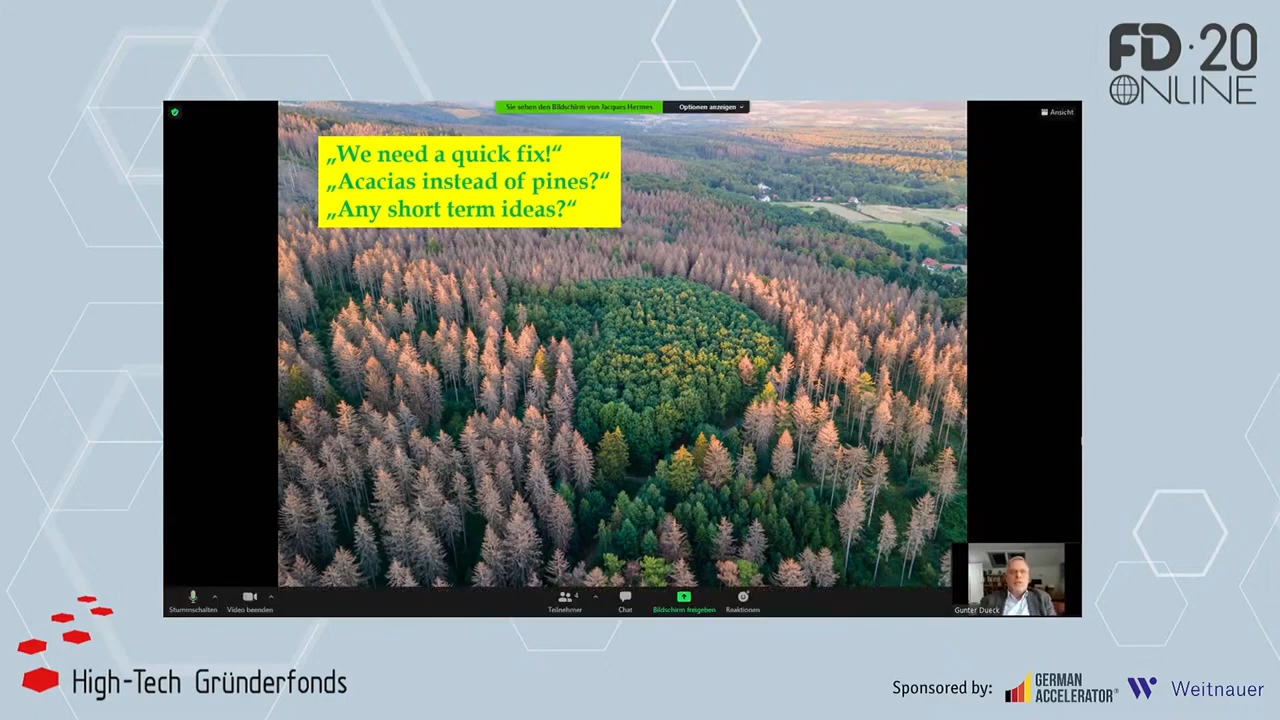 FD·20
ONLINE
Sie sehen den Bildschirm von Jacques Hermes
Optionen anzeigen
Ansicht
„We need a quick fix!“
„Acacias instead of pines?“
„Any short term ideas?“
Gunter Dueck
Stummschalten
Video beenden
4
Teilnehmer
Chat
Bildschirm freigeben
Reaktionen
High-Tech Gründerfonds
Sponsored by:
GERMAN
ACCELERATOR®
Weitnauer